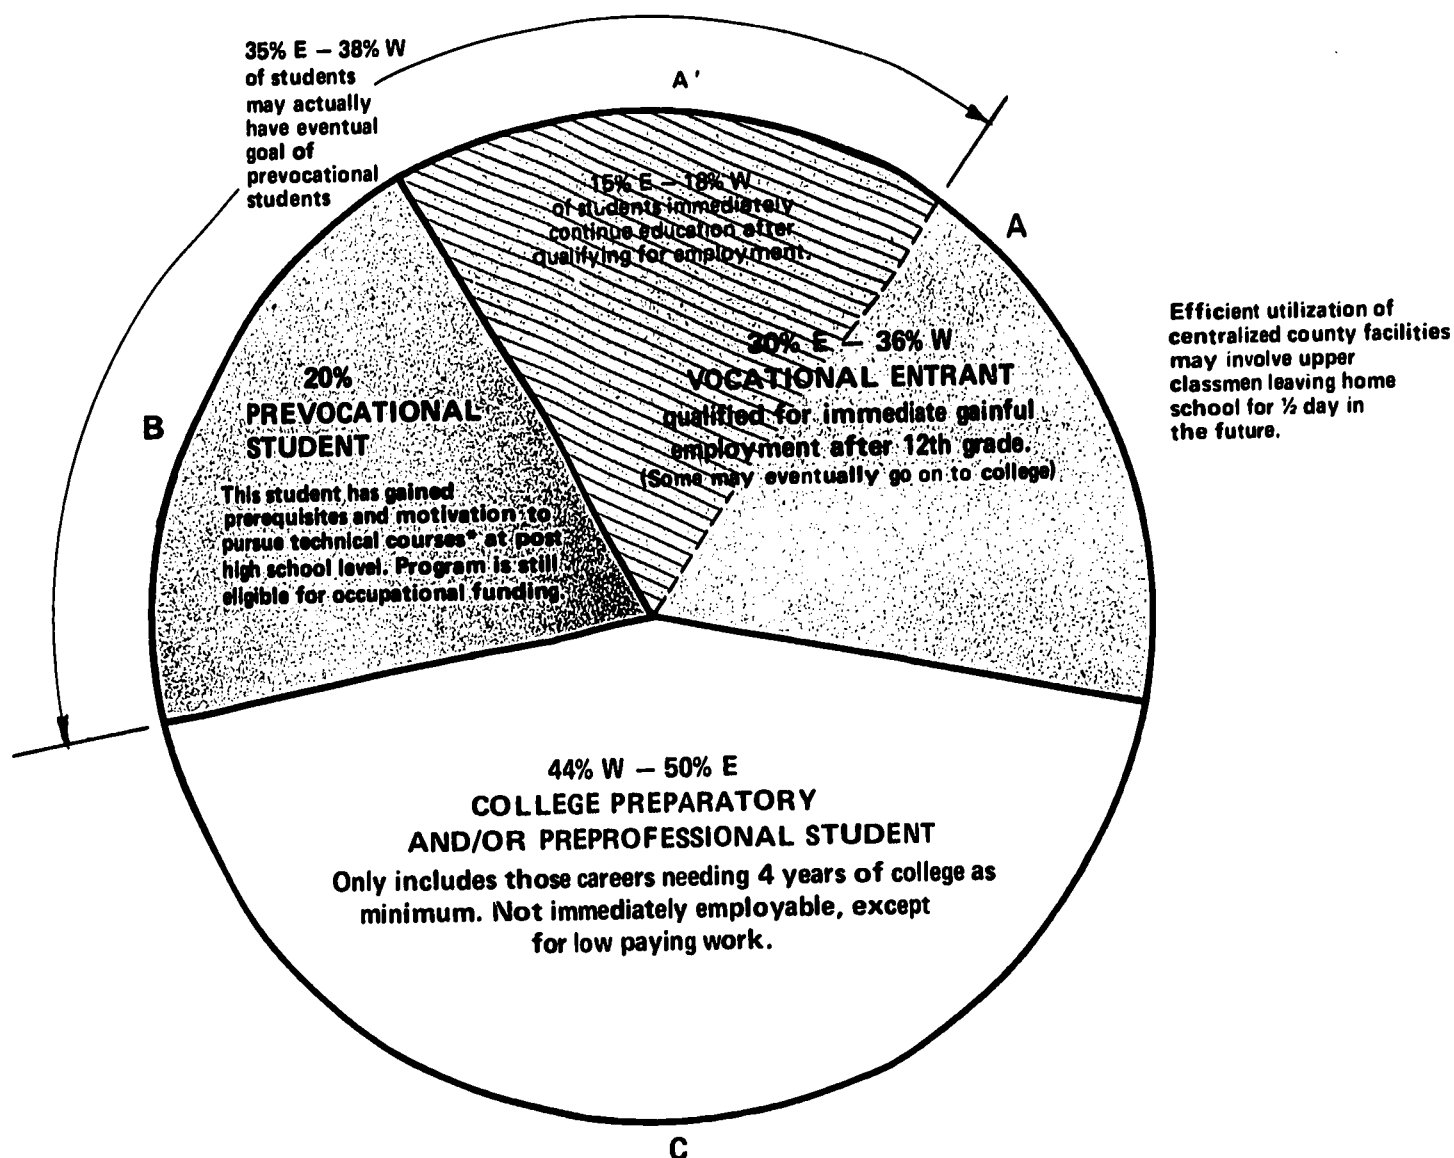 35% E – 38% W
of students
may actually
have eventual
goal of
prevocational
students
A'
15% E – 18% W
of students immediately
continue education after
qualifying for employment.
A
30% E – 36% W
VOCATIONAL ENTRANT
qualified for immediate gainful
employment after 12th grade.
(Some may eventually go on to college)
Efficient utilization of
centralized county facilities
may involve upper
classmen leaving home
school for ½ day in
the future.
B
20%
PREVOCATIONAL
STUDENT
This student has gained
prerequisites and motivation to
pursue technical courses* at post
high school level. Program is still
eligible for occupational funding.
44% W – 50% E
COLLEGE PREPARATORY
AND/OR PREPROFESSIONAL STUDENT
Only includes those careers needing 4 years of college as
minimum. Not immediately employable, except
for low paying work.
C